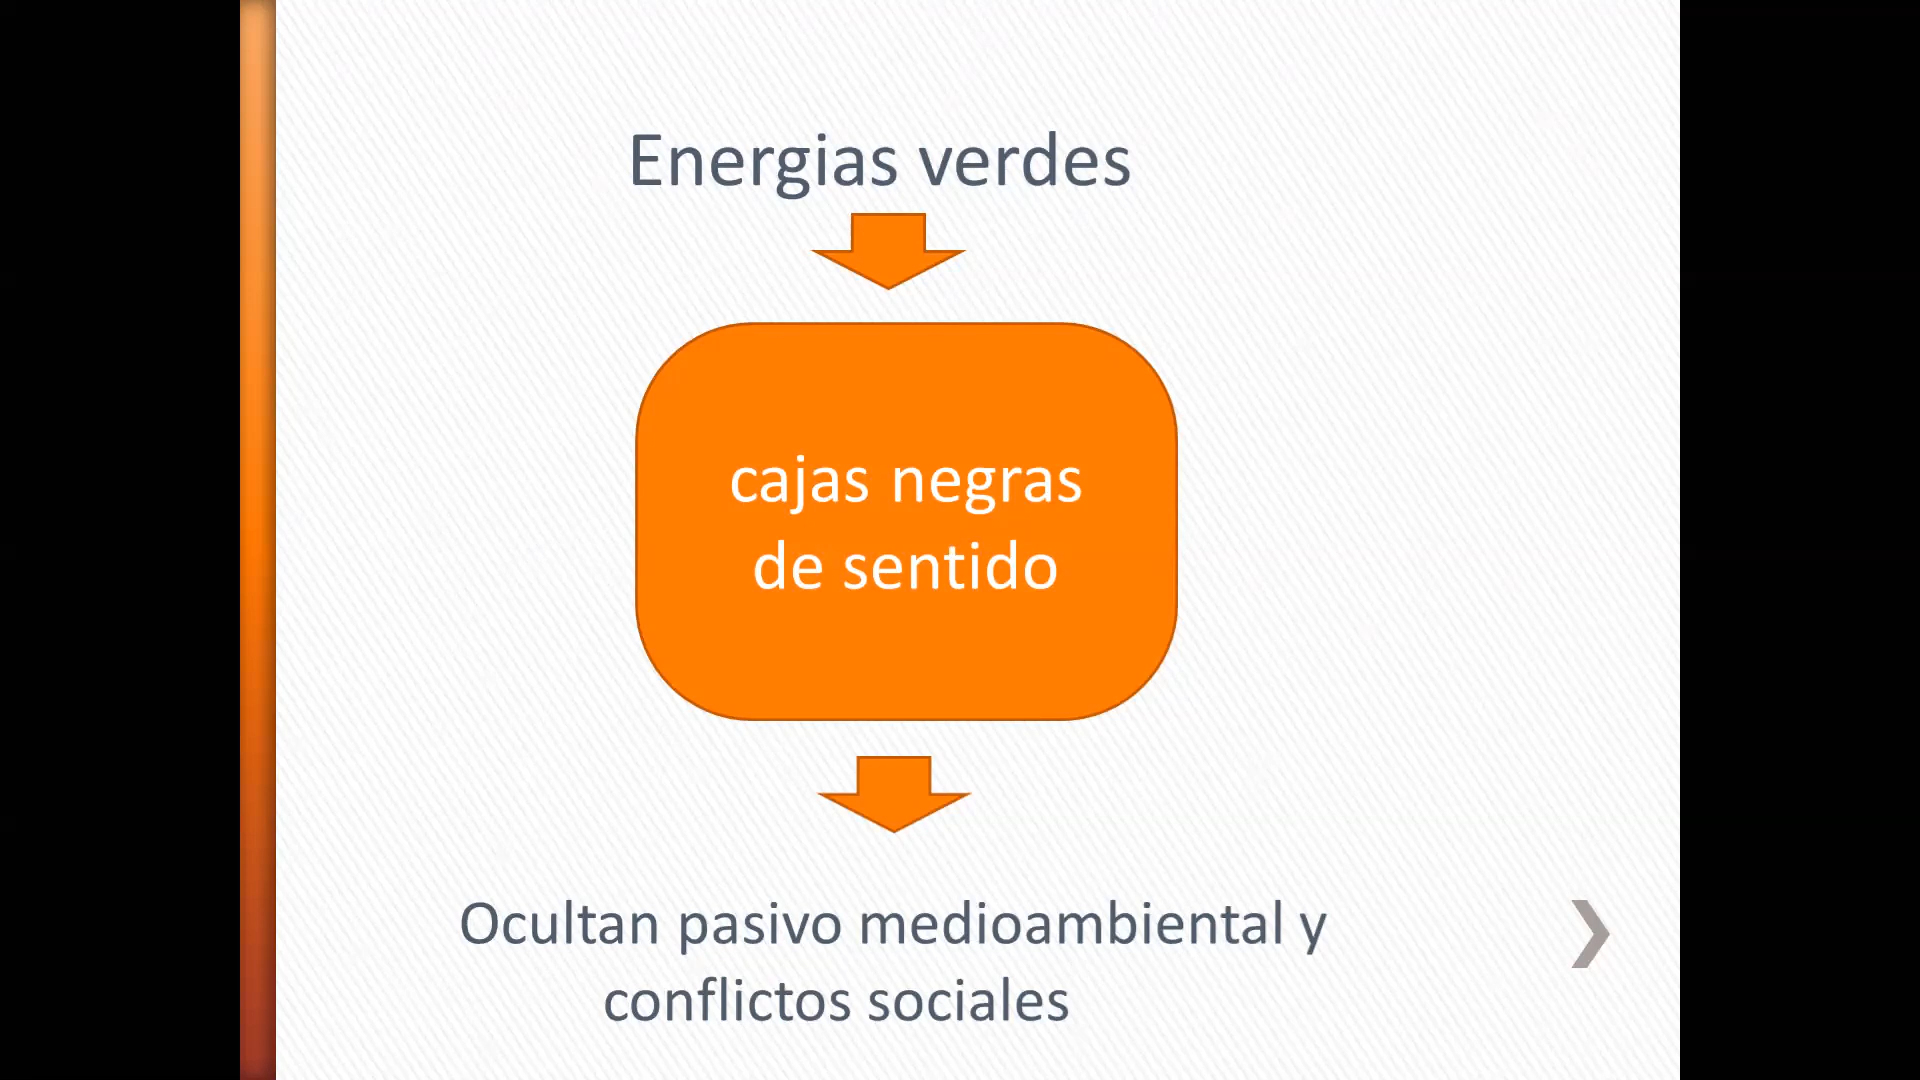 Energias verdes
cajas negras
de sentido
Ocultan pasivo medioambiental y
conflictos sociales